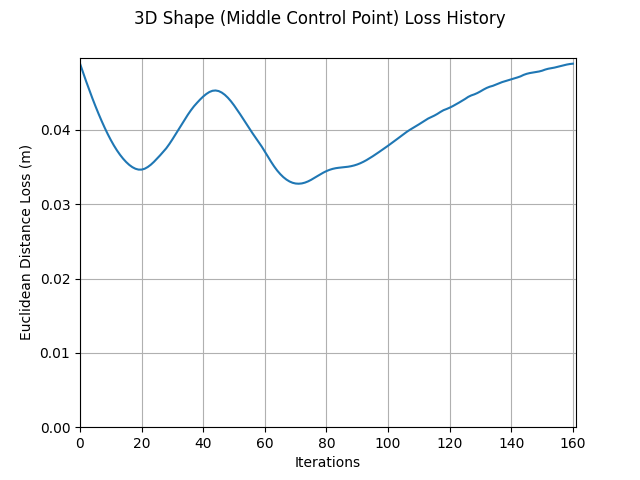 3D Shape (Middle Control Point) Loss History
Euclidean Distance Loss (m)
0.04
0.03
0.02
0.01
0.00
0 20 40 60 80 100 120 140 160
Iterations